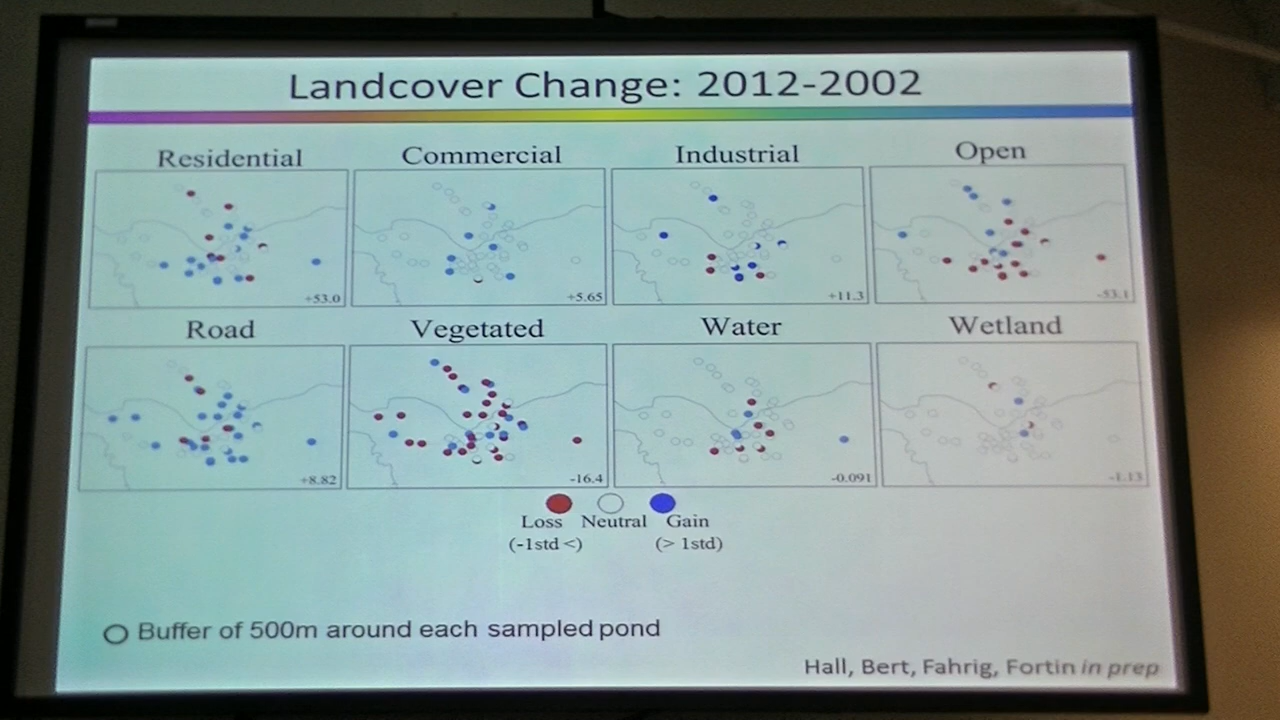 Landcover Change: 2012-2002
Residential Commercial Industrial Open
+53.0 +5.65 +11.3 -53.1
Road Vegetated Water Wetland
+8.82 -16.4 -0.091 -1.13
Loss Neutral Gain
(-1std <) (> 1std)
Buffer of 500m around each sampled pond
Hall, Bert, Fahrig, Fortin in prep